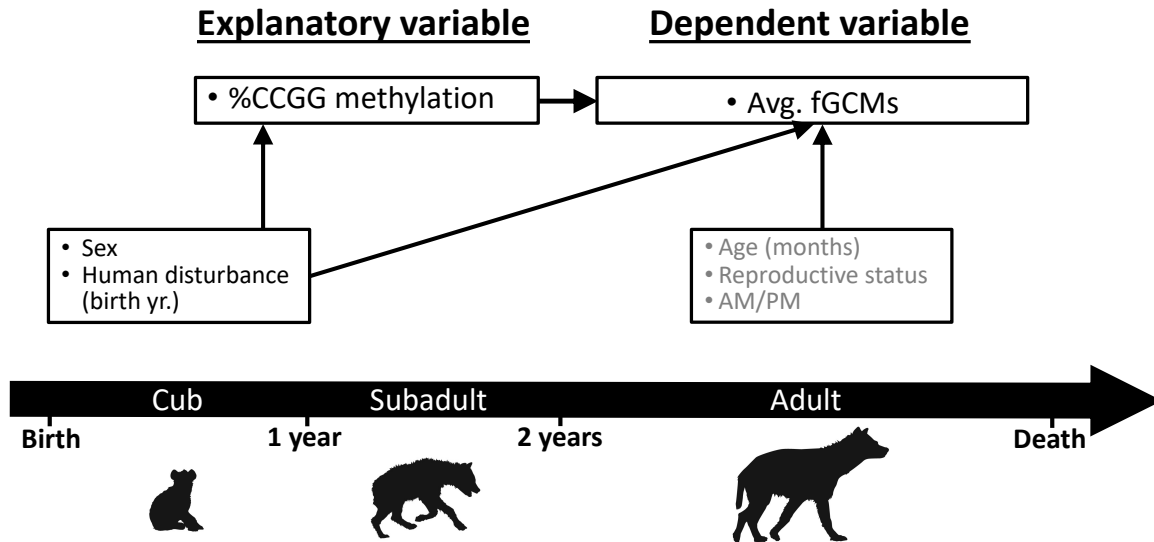 Explanatory variable
Dependent variable
• %CCGG methylation
• Avg. fGCMs
• Sex
• Human disturbance
(birth yr.)
• Age (months)
• Reproductive status
• AM/PM
Cub
Subadult
Adult
Birth
1 year
2 years
Death